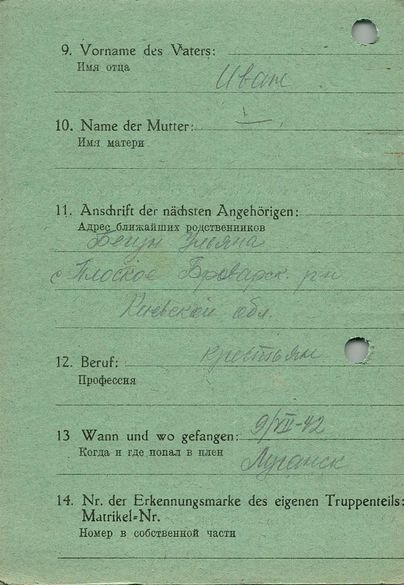 9. Vorname des Vaters:
Имя отца
Иван
10. Name der Mutter:
Имя матери
11. Anschrift der nächsten Angehörigen:
Адрес ближайших родственников
Бегун Ульяна
с Плоское Броварск. р-н
Киевской обл.
12. Beruf: крестьян
Профессия
13 Wann und wo gefangen: 9/VII-42
Когда и где попал в плен Луганск
14. Nr. der Erkennungsmarke des eigenen Truppenteils:
Matrikel-Nr.
Номер в собственной части